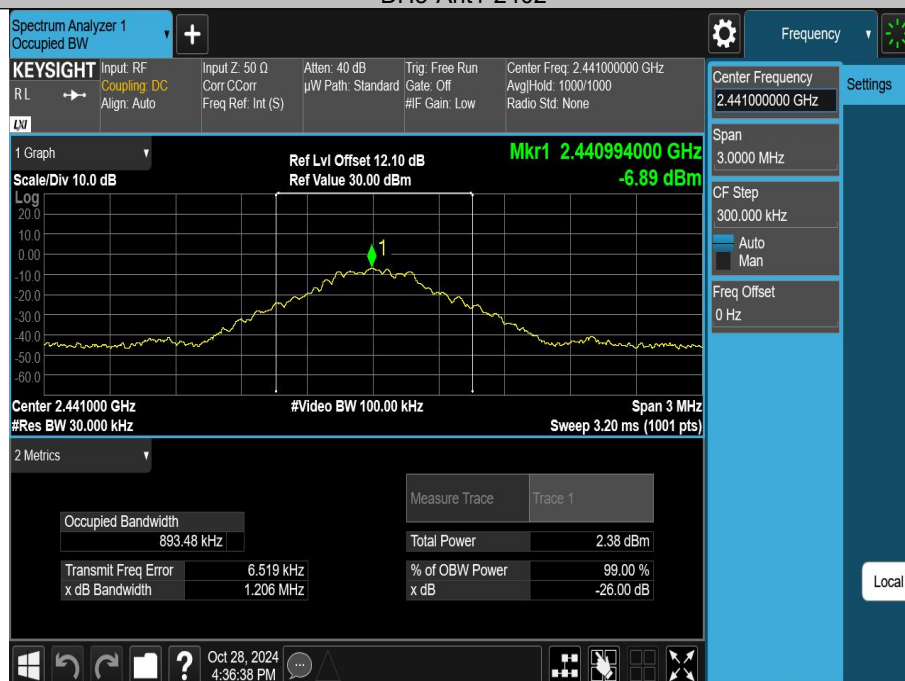 Spectrum Analyzer 1
Occupied BW
Frequency
KEYSIGHT
RL
LXI
Input: RF
Coupling: DC
Align: Auto
Input Z: 50 Ω
Corr CCorr
Freq Ref: Int (S)
Atten: 40 dB
µW Path: Standard
Trig: Free Run
Gate: Off
#IF Gain: Low
Center Freq: 2.441000000 GHz
Avg|Hold: 1000/1000
Radio Std: None
1 Graph
Scale/Div 10.0 dB
Ref Lvl Offset 12.10 dB
Ref Value 30.00 dBm
Mkr1 2.440994000 GHz
-6.89 dBm
Log
20.0
10.0
0.00
-10.0
-20.0
-30.0
-40.0
-50.0
-60.0
1
Center 2.441000 GHz
#Video BW 100.00 kHz
Span 3 MHz
#Res BW 30.000 kHz
Sweep 3.20 ms (1001 pts)
2 Metrics
Measure Trace
Trace 1
Occupied Bandwidth
893.48 kHz
Total Power
2.38 dBm
Transmit Freq Error
6.519 kHz
% of OBW Power
99.00 %
x dB Bandwidth
1.206 MHz
x dB
-26.00 dB
Oct 28, 2024
4:36:38 PM
Center Frequency
2.441000000 GHz
Settings
Span
3.0000 MHz
CF Step
300.000 kHz
Auto
Man
Freq Offset
0 Hz
Local